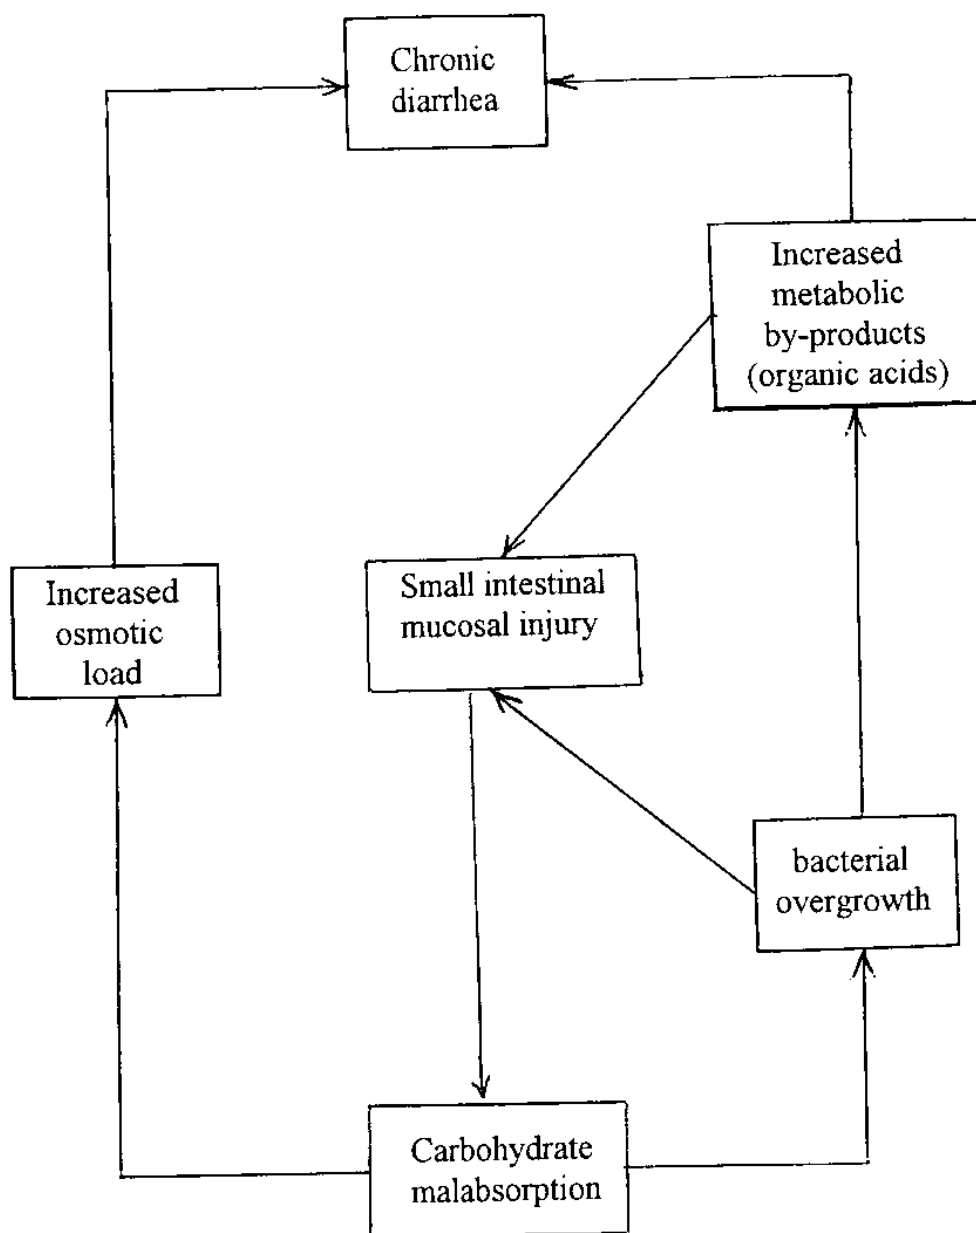 Chronic
diarrhea
Increased
metabolic
by-products
(organic acids)
Small intestinal
mucosal injury
Increased
osmotic
load
bacterial
overgrowth
Carbohydrate
malabsorption